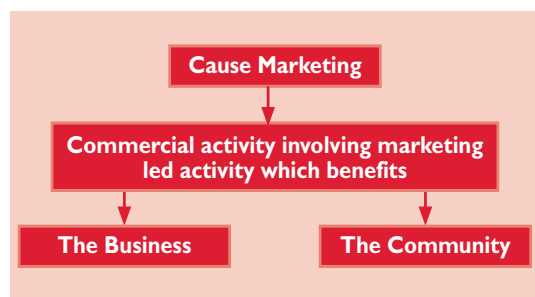 Cause Marketing
Commercial activity involving marketing
led activity which benefits
The Business
The Community